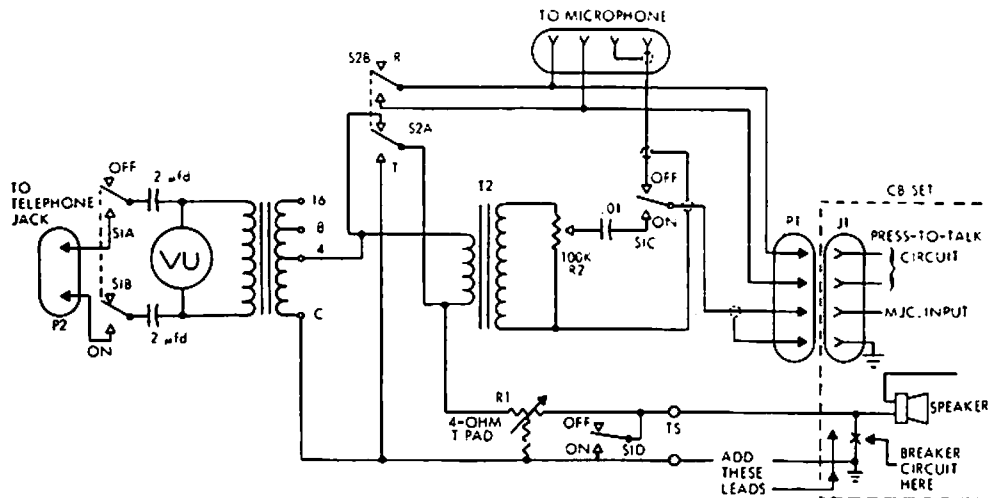 TO MICROPHONE
S2B
R
S2A
T
OFF
2 µfd
TO
TELEPHONE
JACK
S1A
VU
S1B
P2
ON
2 µfd
16
8
4
C
T2
OFF
.01
ON
S1C
100K
R2
CB SET
P1
J1
PRESS-TO-TALK
CIRCUIT
MIC. INPUT
R1
4-OHM
T PAD
OFF
ON
S1D
TS
SPEAKER
ADD
THESE
LEADS
BREAKER
CIRCUIT
HERE